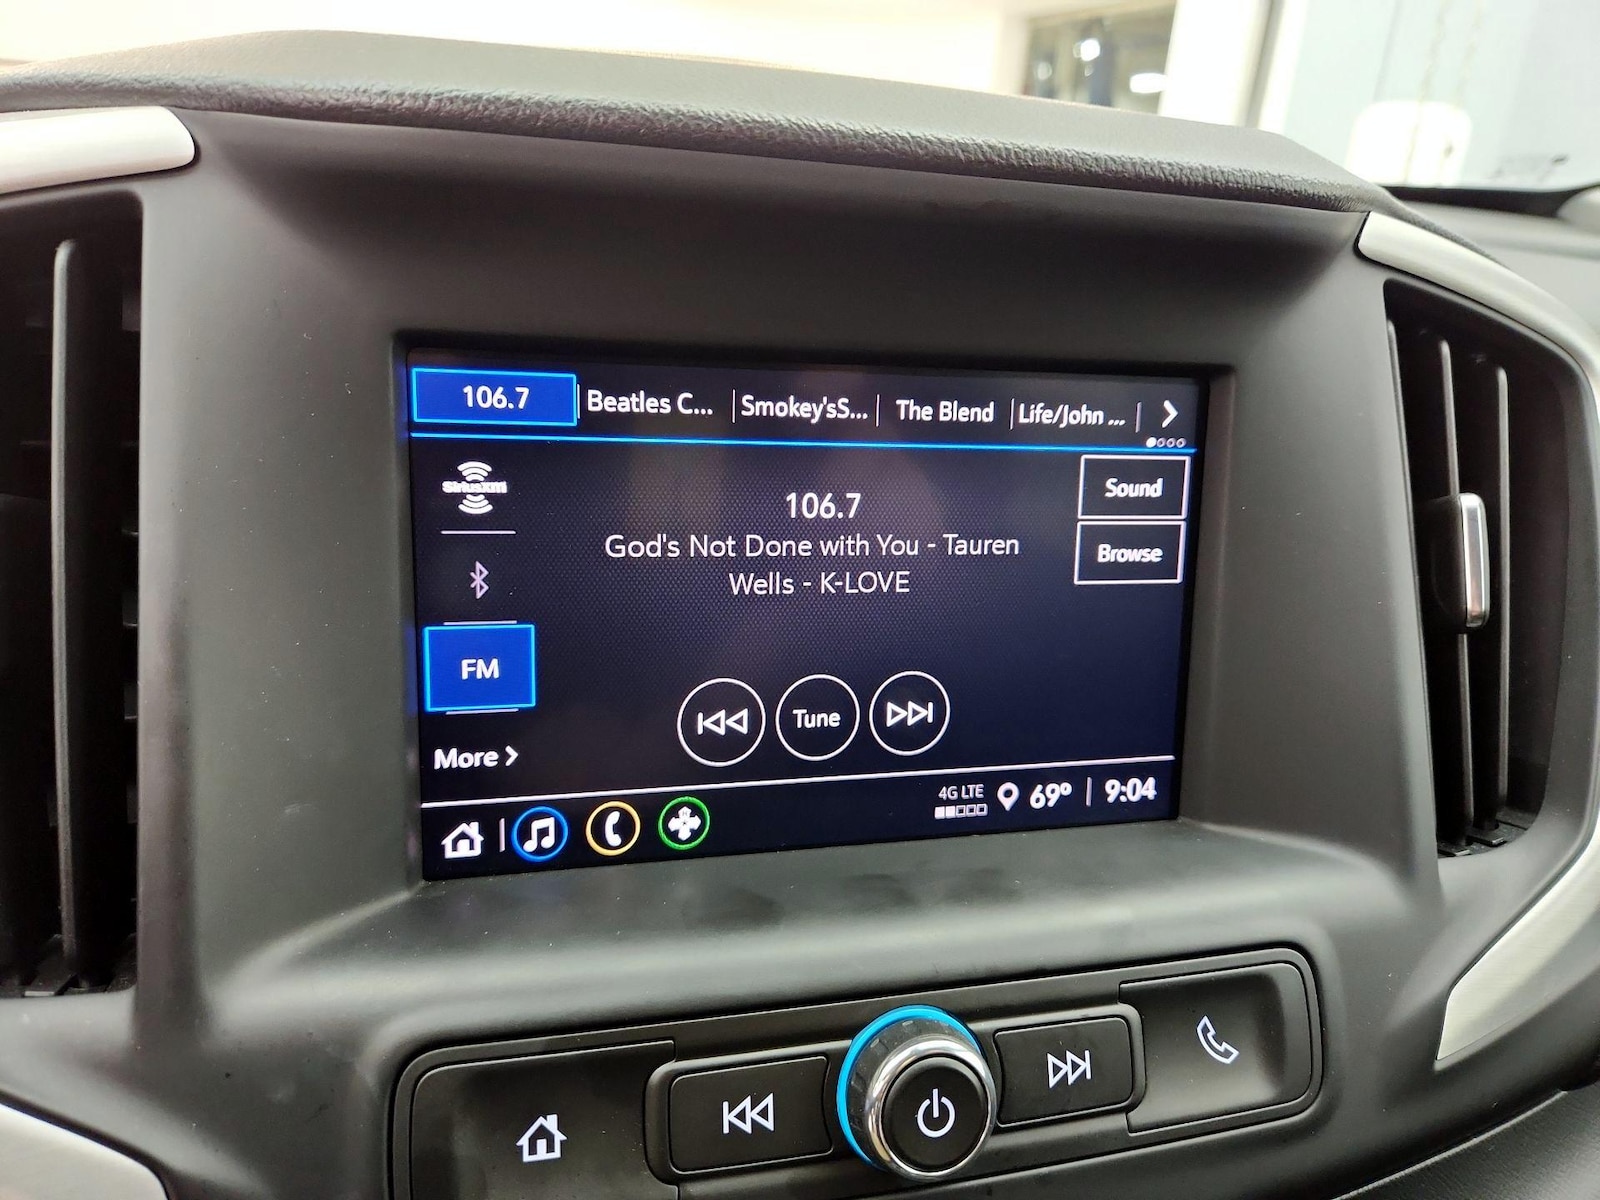 106.7
Beatles C...
Smokey'sS...
The Blend
Life/John ...
SiriusXM
106.7
Sound
God's Not Done with You - Tauren
Wells - K-LOVE
Browse
FM
Tune
More
4G LTE
69°
9:04